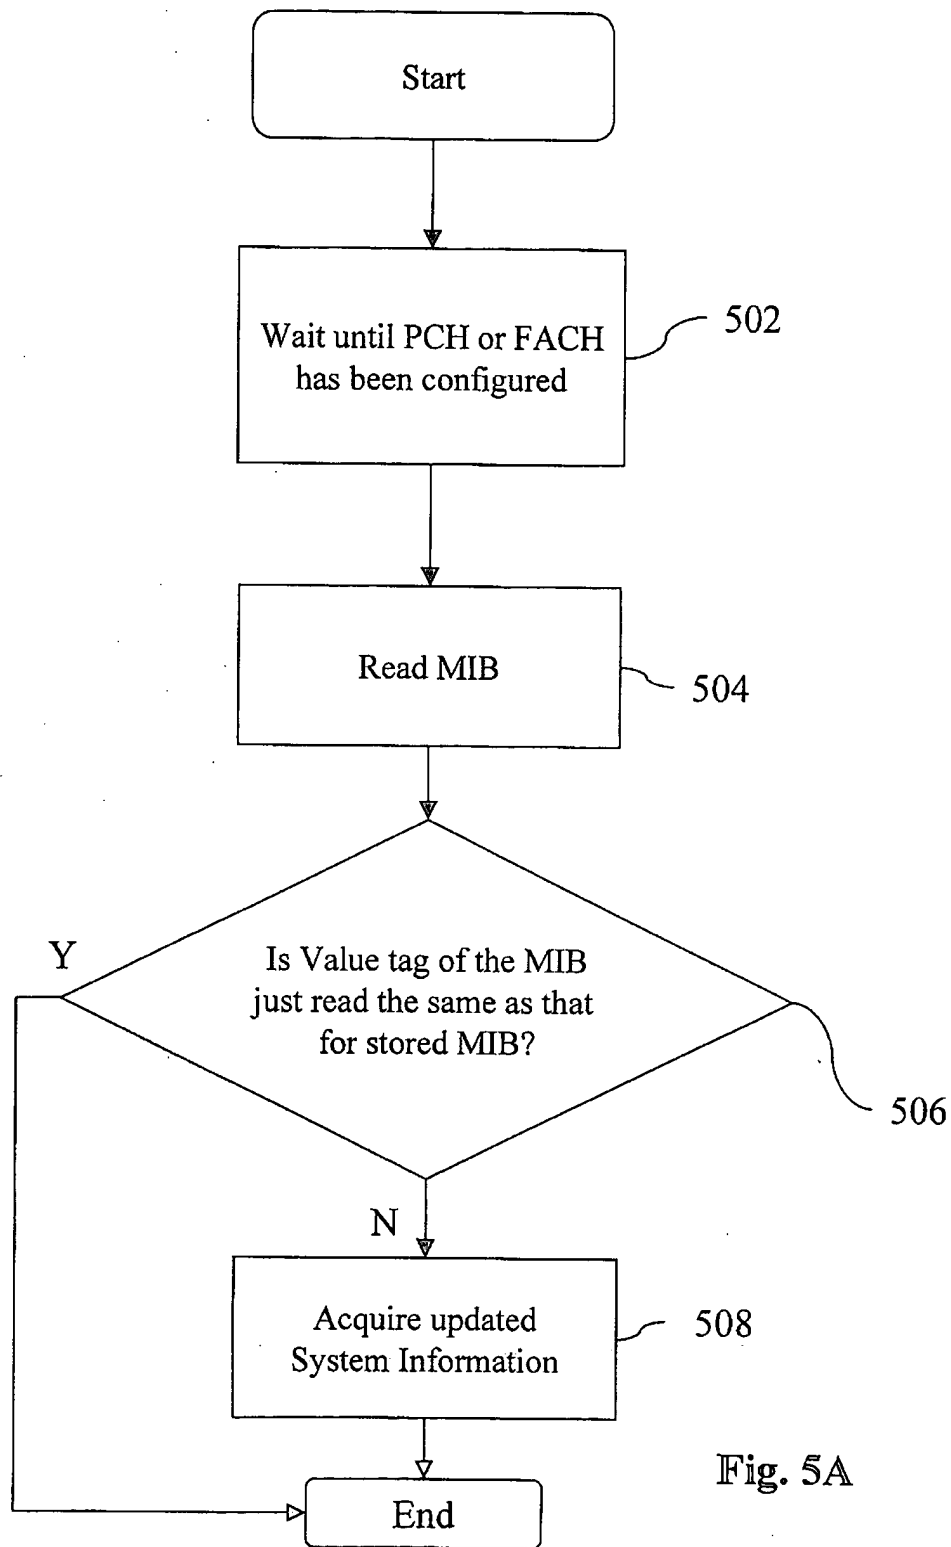 Start
Wait until PCH or FACH
has been configured
502
Read MIB
504
Y
Is Value tag of the MIB
just read the same as that
for stored MIB?
506
N
Acquire updated
System Information
508
Fig. 5A
End